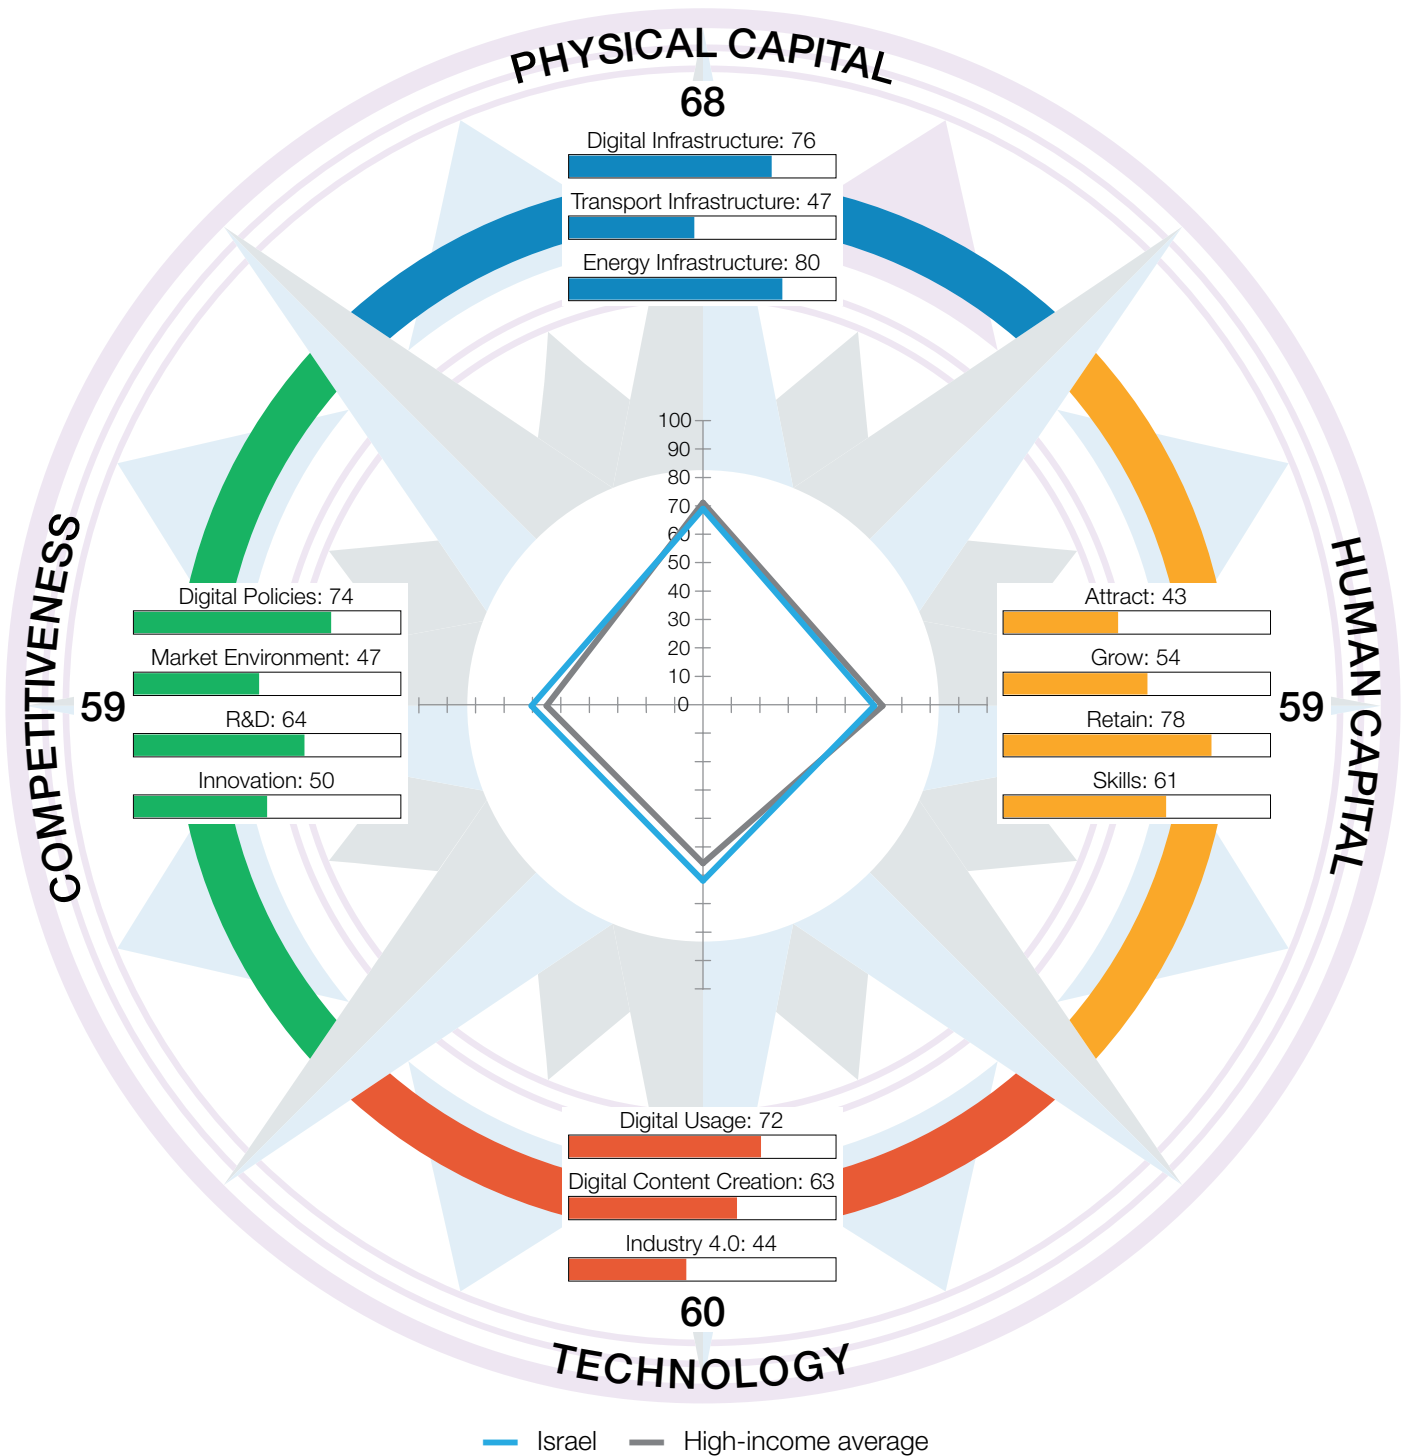 PHYSICAL CAPITAL
68
Digital Infrastructure: 76
Transport Infrastructure: 47
Energy Infrastructure: 80
100
90
80
70
60
50
40
30
20
10
0
COMPETITIVENESS
59
Digital Policies: 74
Market Environment: 47
R&D: 64
Innovation: 50
HUMAN CAPITAL
59
Attract: 43
Grow: 54
Retain: 78
Skills: 61
Digital Usage: 72
Digital Content Creation: 63
Industry 4.0: 44
60
TECHNOLOGY
Israel
High-income average